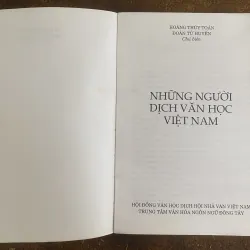 HOÀNG THÚY TOÀN
ĐOÀN TỬ HUYẾN
Chủ biên
NHỮNG NGƯỜI
DỊCH VĂN HỌC
VIỆT NAM
HỘI ĐỒNG VĂN HỌC DỊCH HỘI NHÀ VĂN VIỆT NAM
TRUNG TÂM VĂN HÓA NGÔN NGỮ ĐÔNG TÂY